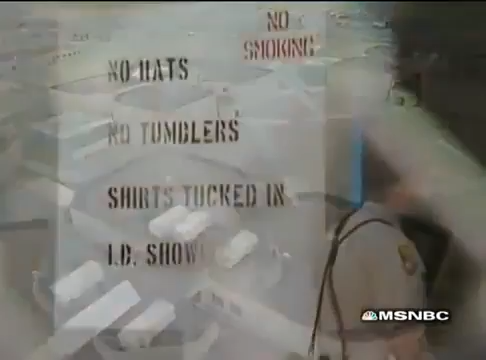 NO
SMOKING
NO HATS
NO TUMBLERS
SHIRTS TUCKED IN
I.D. SHOW
MSNBC